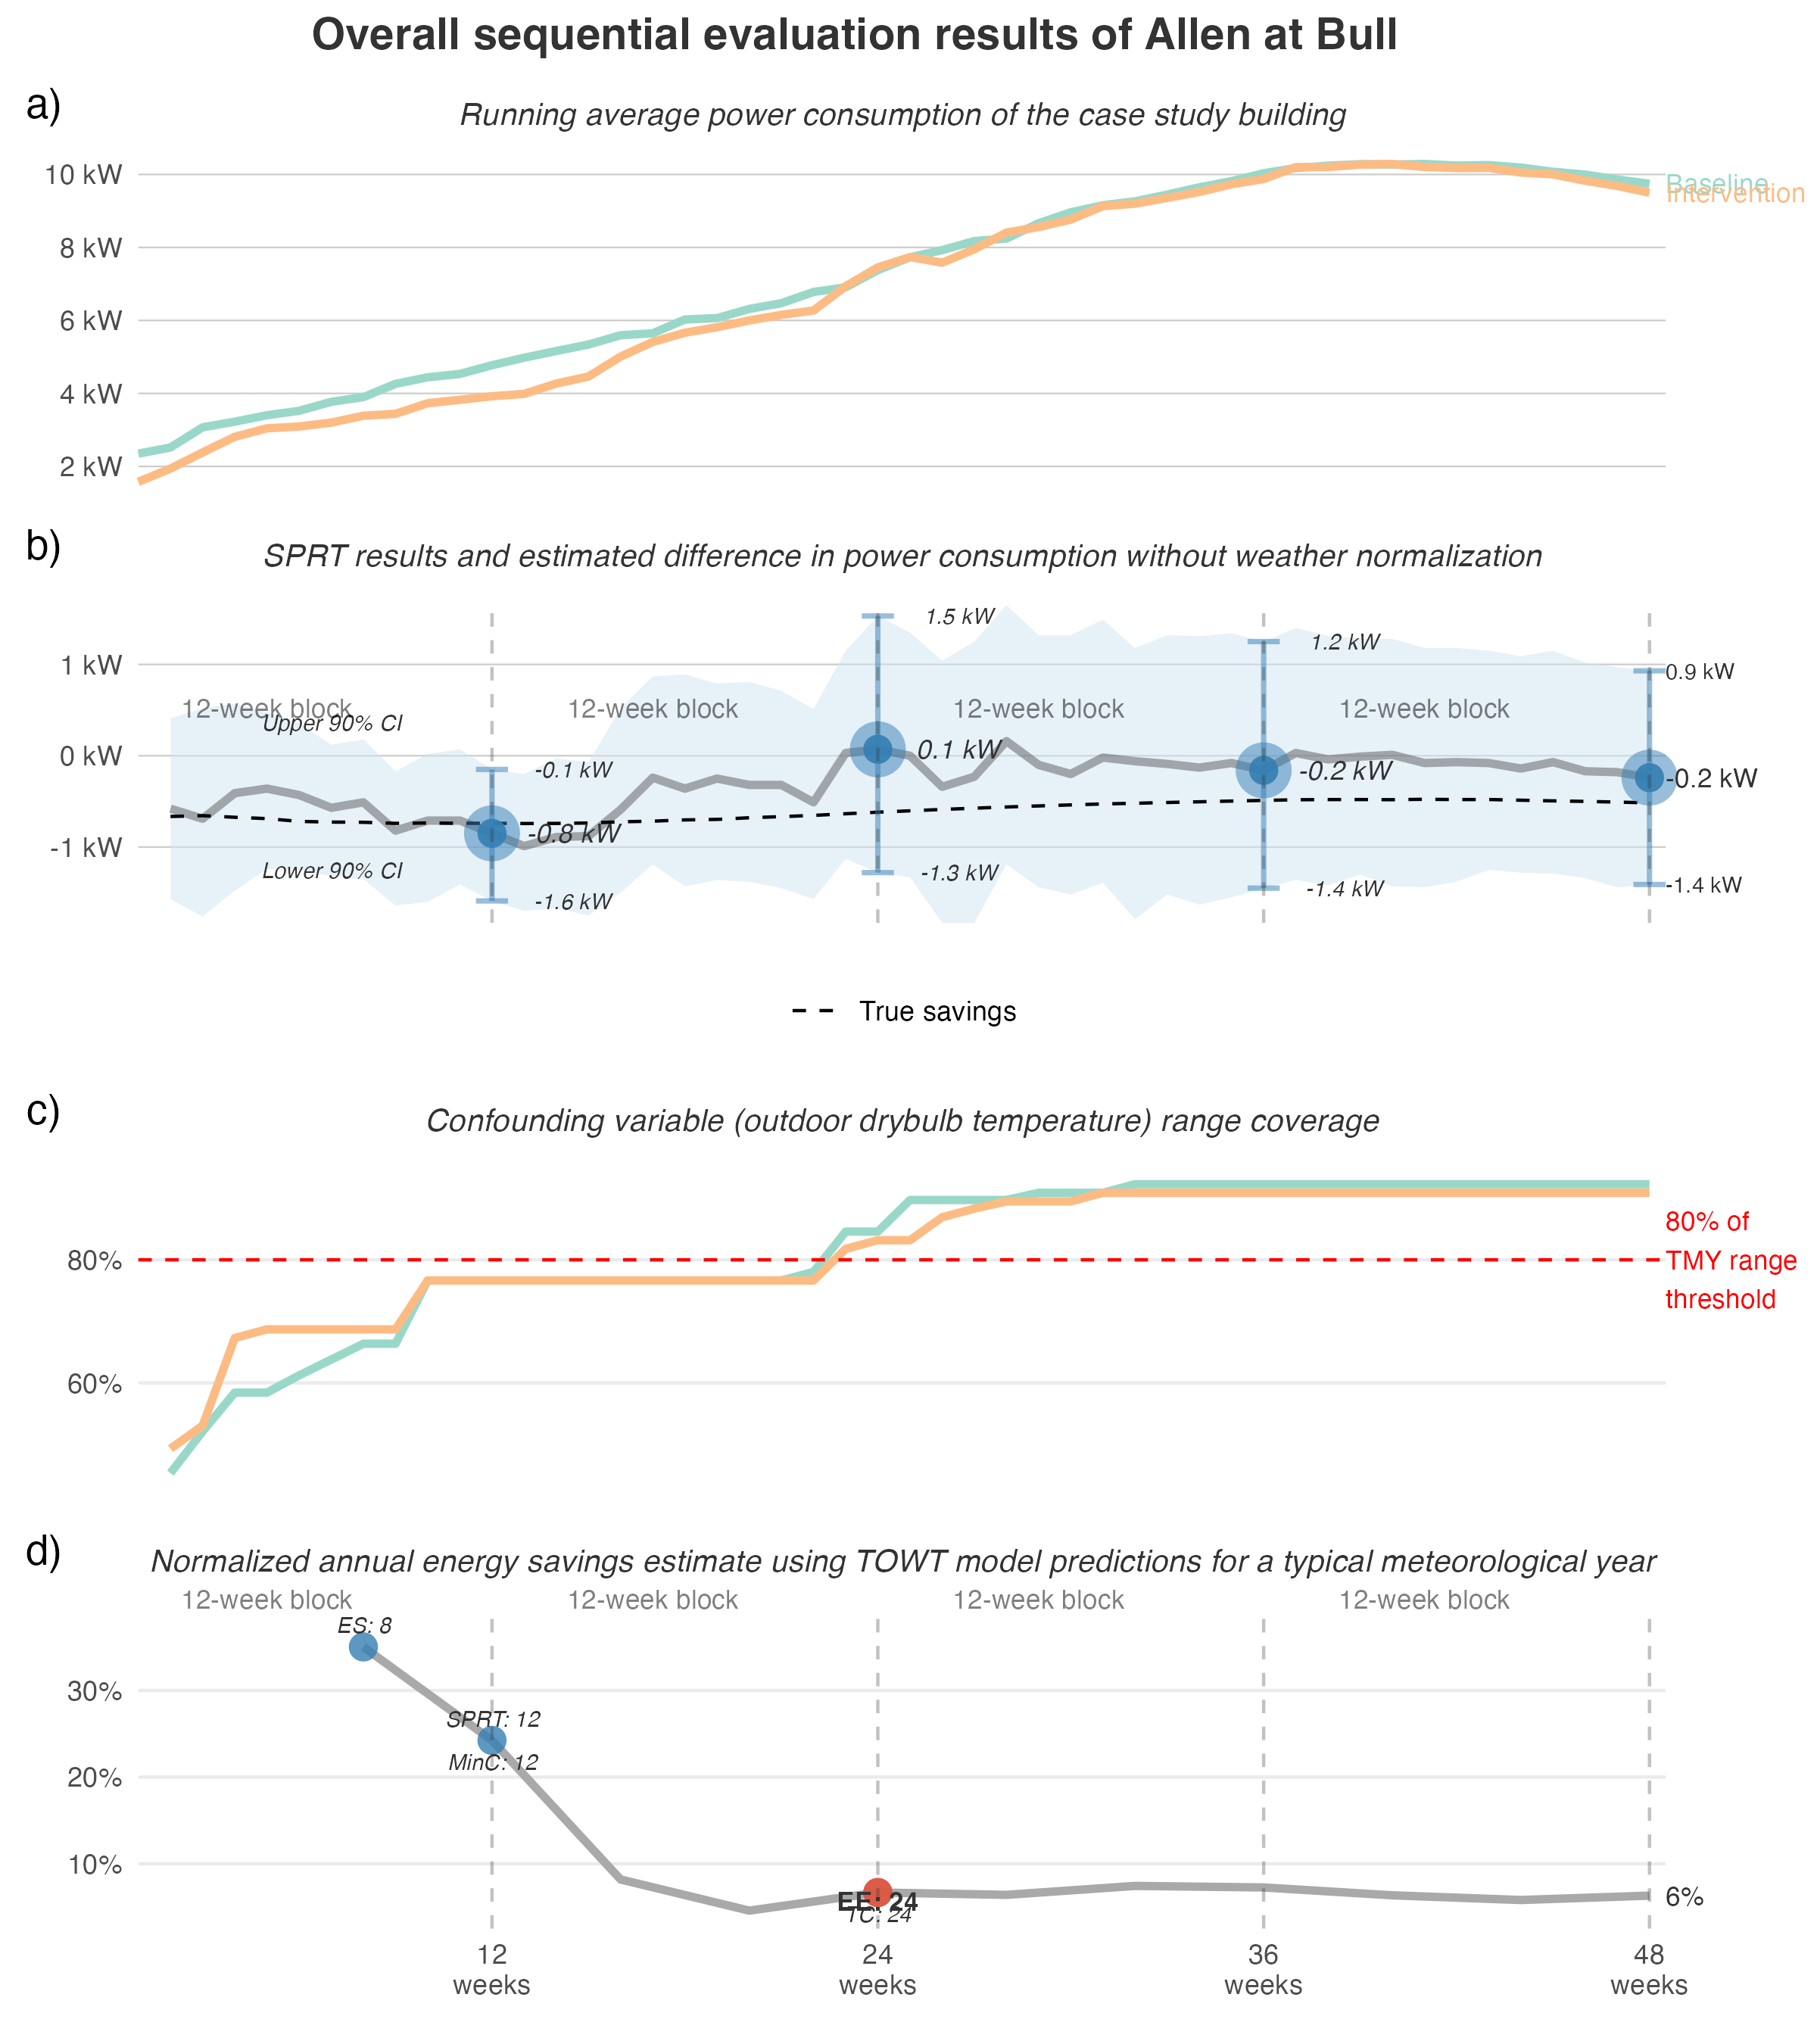 Overall sequential evaluation results of Allen at Bull
a)
Running average power consumption of the case study building
10 kW
8 kW
6 kW
4 kW
2 kW
Baseline
Intervention
b)
SPRT results and estimated difference in power consumption without weather normalization
1 kW
0 kW
-1 kW
12-week block
12-week block
12-week block
12-week block
Upper 90% CI
Lower 90% CI
-0.1 kW
-0.8 kW
-1.6 kW
1.5 kW
0.1 kW
-1.3 kW
1.2 kW
-0.2 kW
-1.4 kW
0.9 kW
-0.2 kW
-1.4 kW
True savings
c)
Confounding variable (outdoor drybulb temperature) range coverage
80%
60%
80% of
TMY range
threshold
d)
Normalized annual energy savings estimate using TOWT model predictions for a typical meteorological year
12-week block
12-week block
12-week block
12-week block
30%
20%
10%
ES: 8
SPRT: 12
MinC: 12
EE: 24
TC: 24
6%
12
weeks
24
weeks
36
weeks
48
weeks